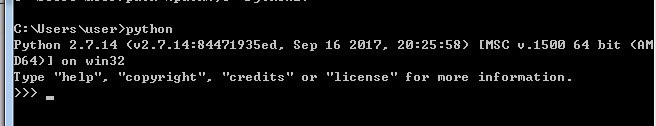 C:\Users\user>python
Python 2.7.14 (v2.7.14:84471935ed, Sep 16 2017, 20:25:58) [MSC v.1500 64 bit (AM
D64)] on win32
Type "help", "copyright", "credits" or "license" for more information.
>>> _